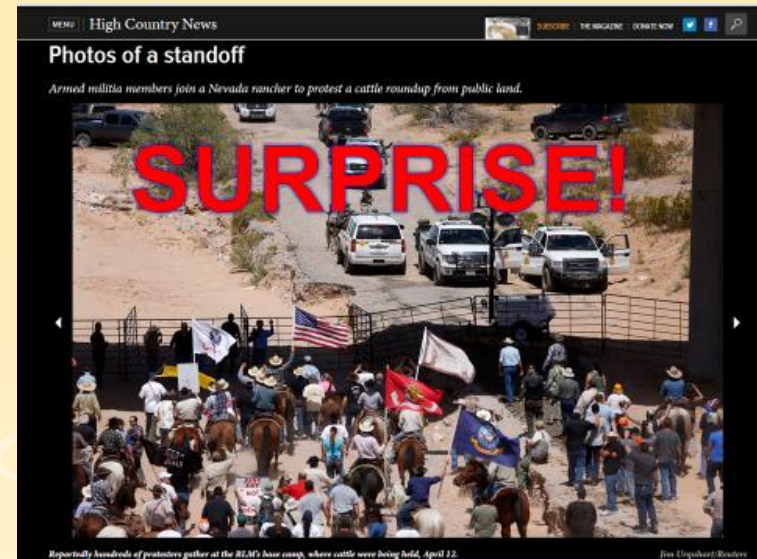 MENU High Country News
SUBSCRIBE THE MAGAZINE DONATE NOW
Photos of a standoff
Armed militia members join a Nevada rancher to protest a cattle roundup from public land.
SURPRISE!
Reportedly hundreds of protesters gather at the BLM's base camp, where cattle were being held, April 12.
Jim Urquhart/Reuters